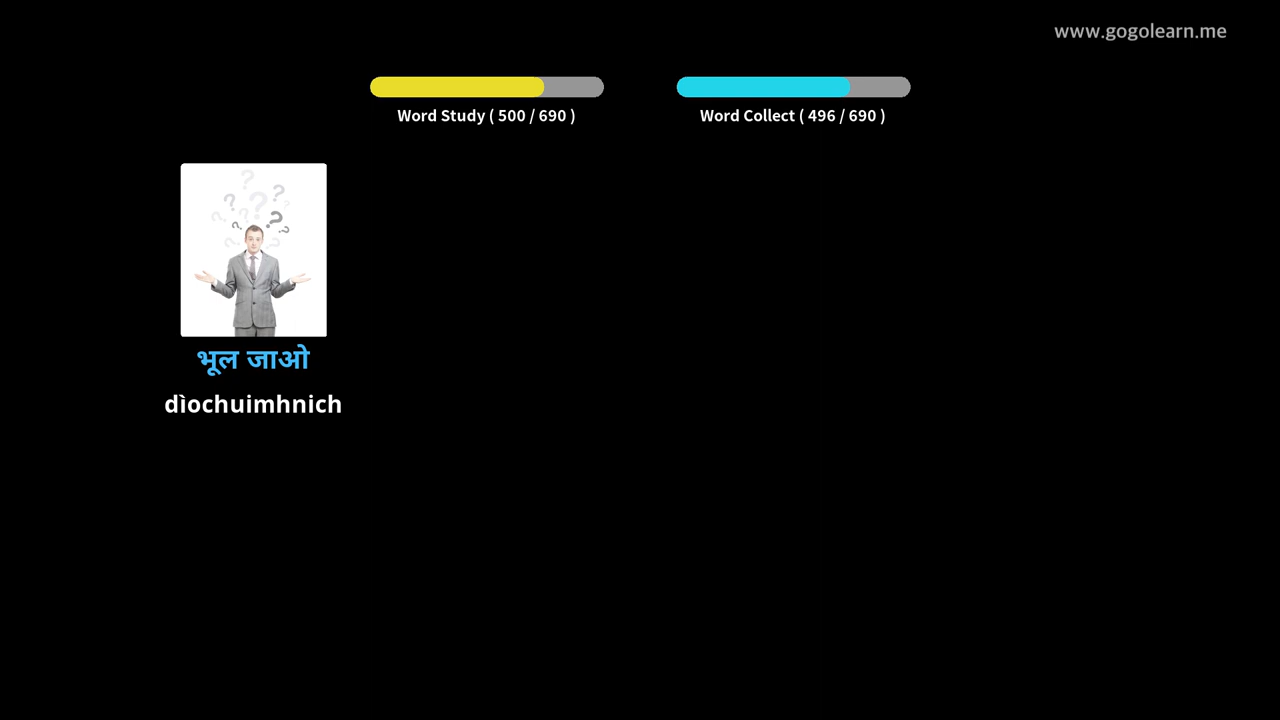 www.gogolearn.me
Word Study ( 500 / 690 )
Word Collect ( 496 / 690 )
भूल जाओ
dìochuimhnich